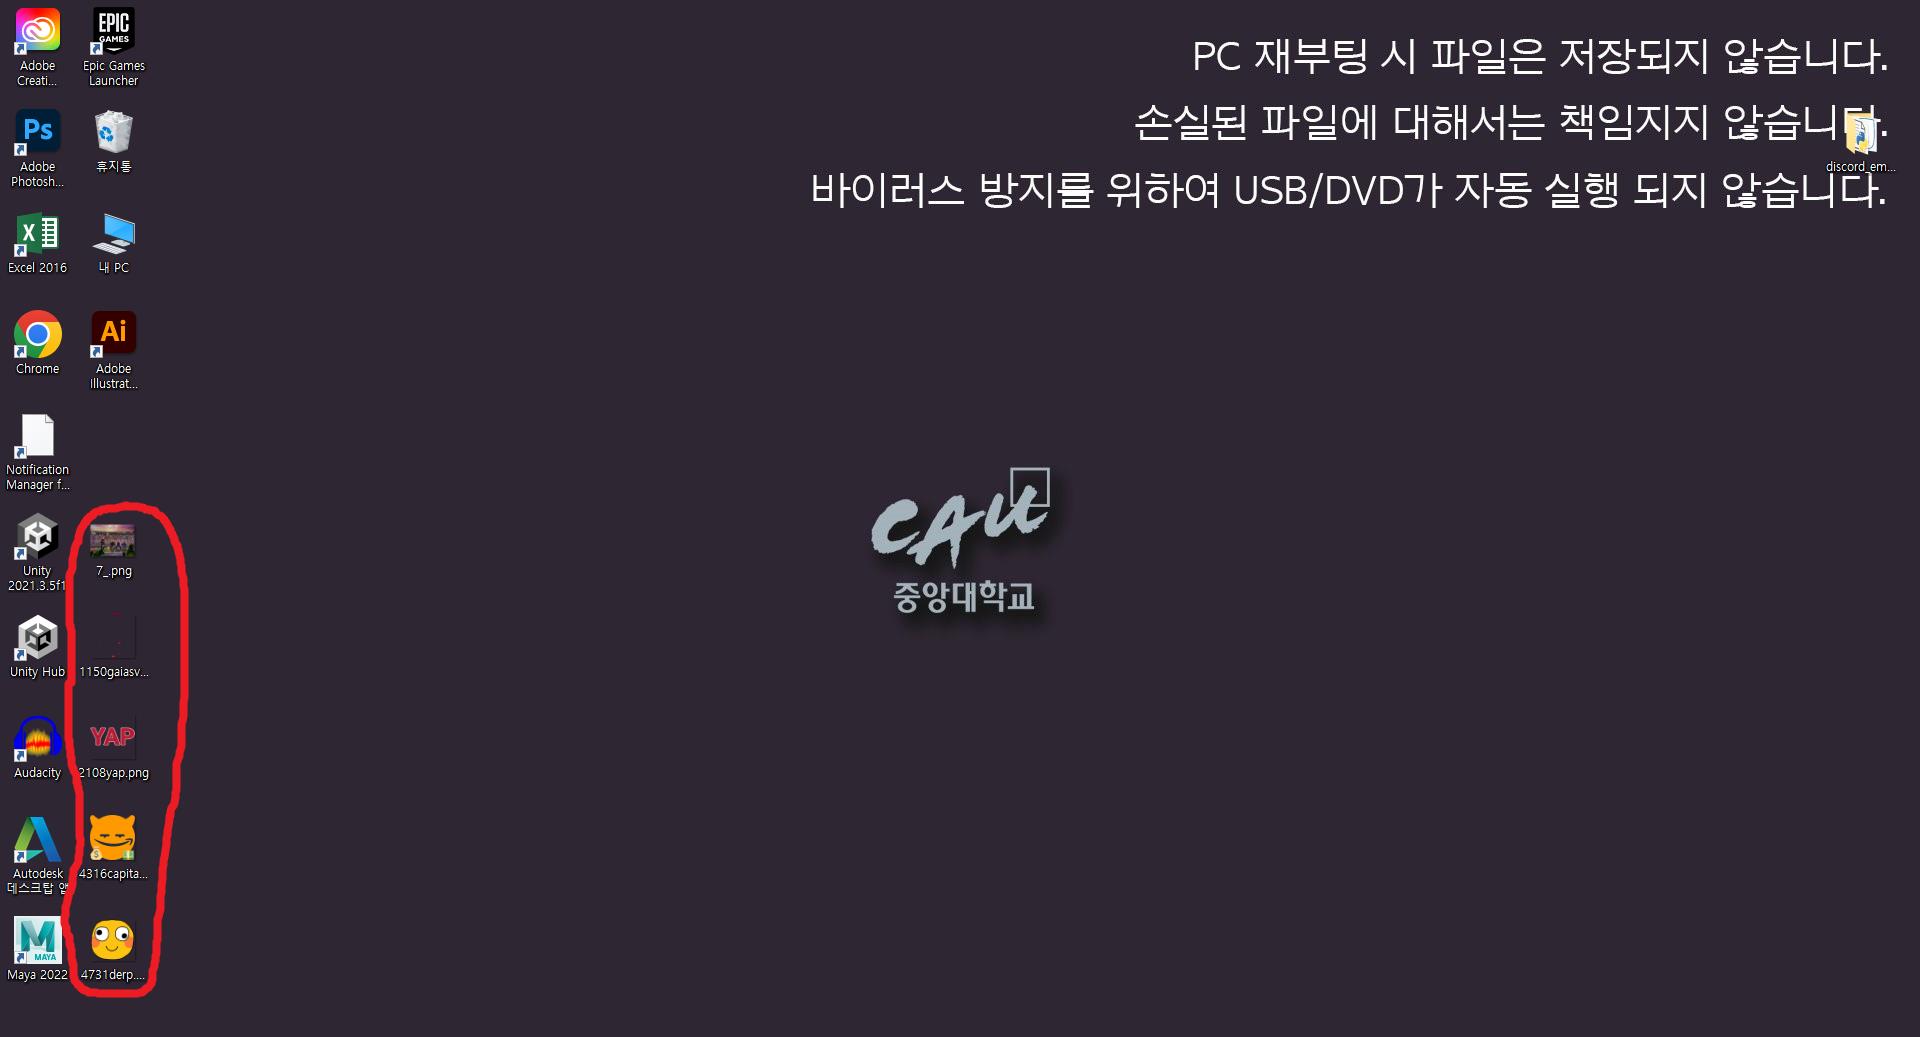 Adobe
Creati...
Epic Games
Launcher
EPIC
GAMES
PC 재부팅 시 파일은 저장되지 않습니다.
손실된 파일에 대해서는 책임지지 않습니다.
바이러스 방지를 위하여 USB/DVD가 자동 실행 되지 않습니다.
discord_em...
Ps
Adobe
Photosh...
휴지통
X
Excel 2016
내 PC
Chrome
Ai
Adobe
Illustrat...
Notification
Manager f...
Unity
2021.3.5f1
7_.png
Unity Hub
1150gaiasv...
Audacity
YAP
2108yap.png
Autodesk
데스크탑 앱
4316capita...
M
MAYA
Maya 2022
4731derp....
CAU
중앙대학교